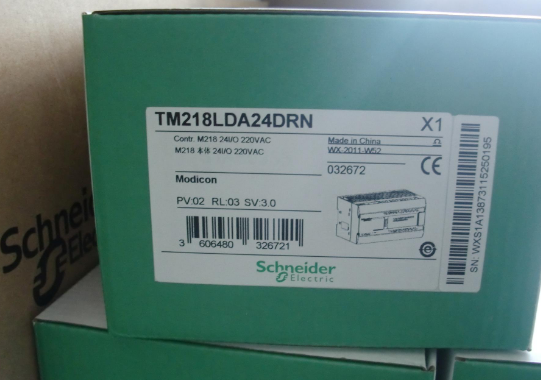 TM218LDA24DRN
X1
Contr. M218 24I/O 220VAC
M218 本体 24I/O 220VAC
Made in China
WX-2011-W52
032672
CE
Modicon
PV:02 RL:03 SV:3.0
3 606480 326721
Schneider
Electric
SN: WXS1A13873115250195
Schneider
Electric